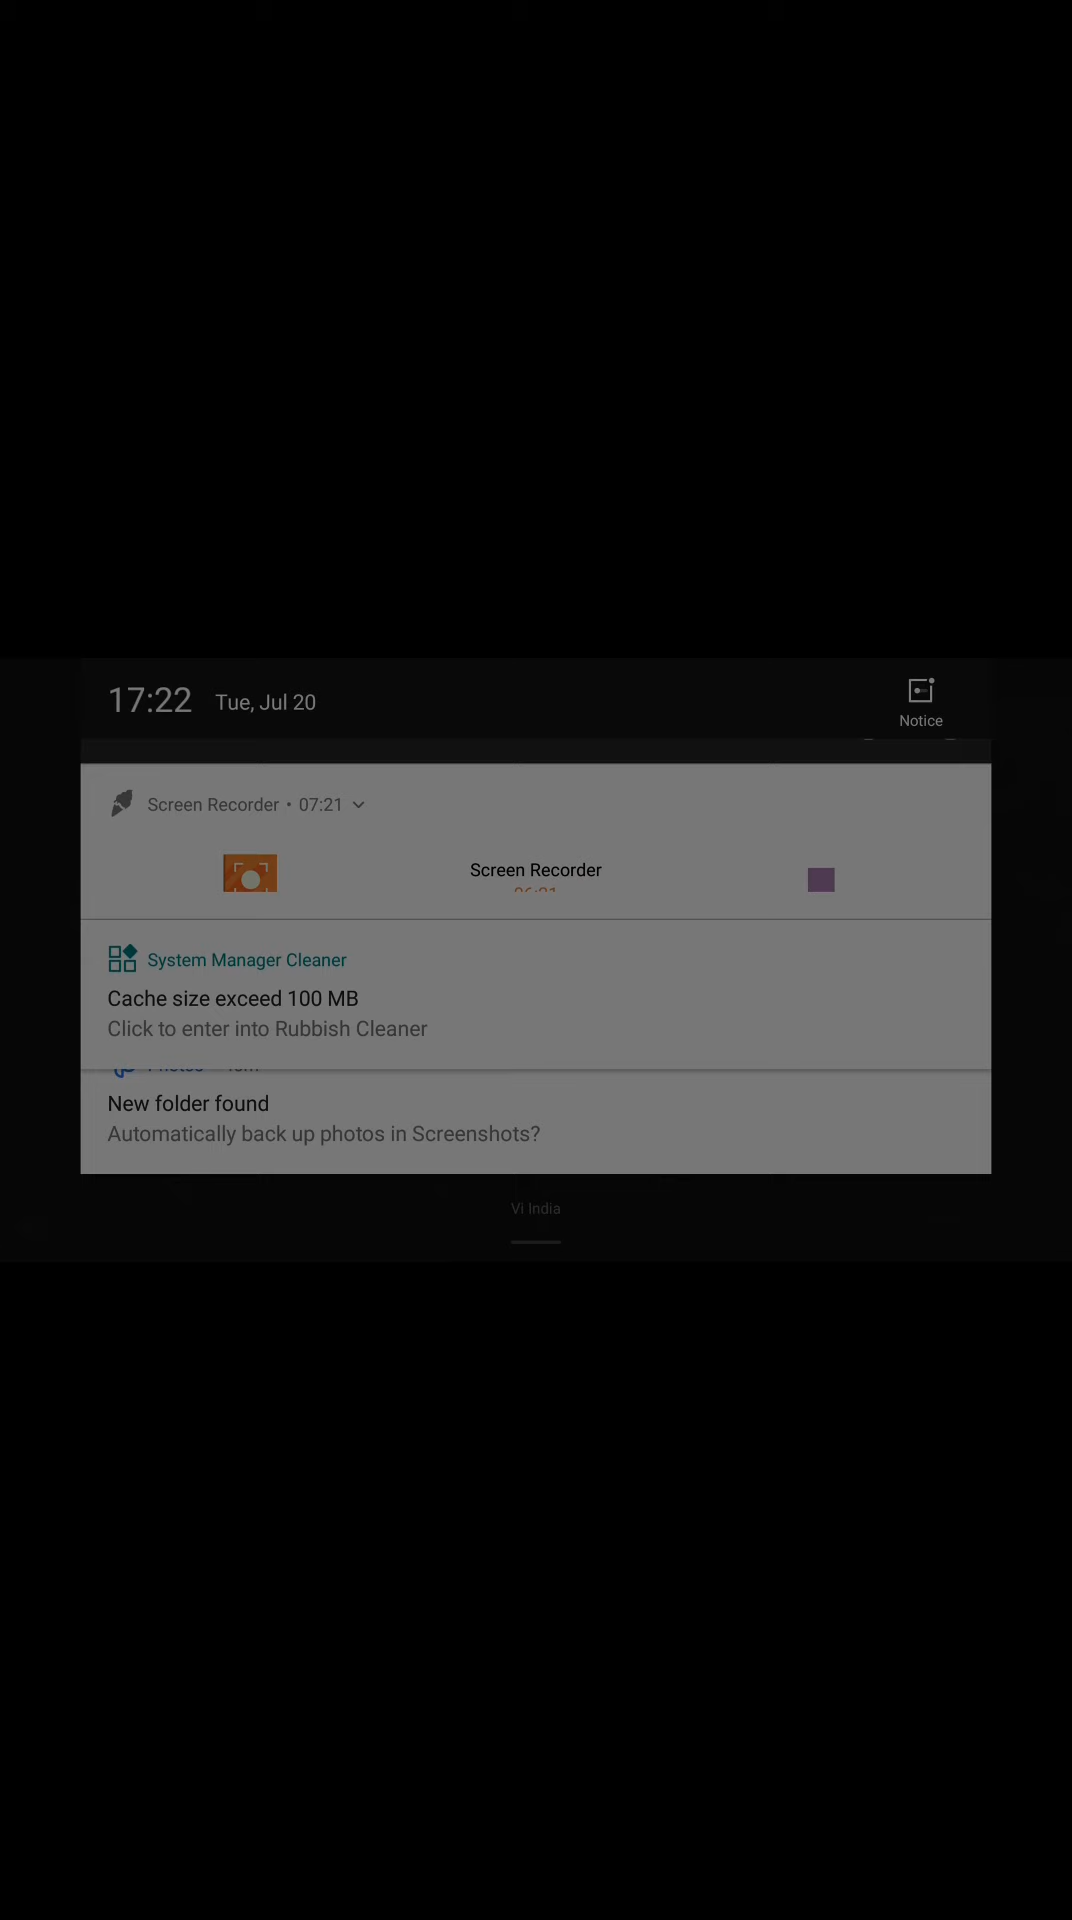 17:22 Tue, Jul 20
Notice
Screen Recorder • 07:21
Screen Recorder
System Manager Cleaner
Cache size exceed 100 MB
Click to enter into Rubbish Cleaner
New folder found
Automatically back up photos in Screenshots?
Vi India